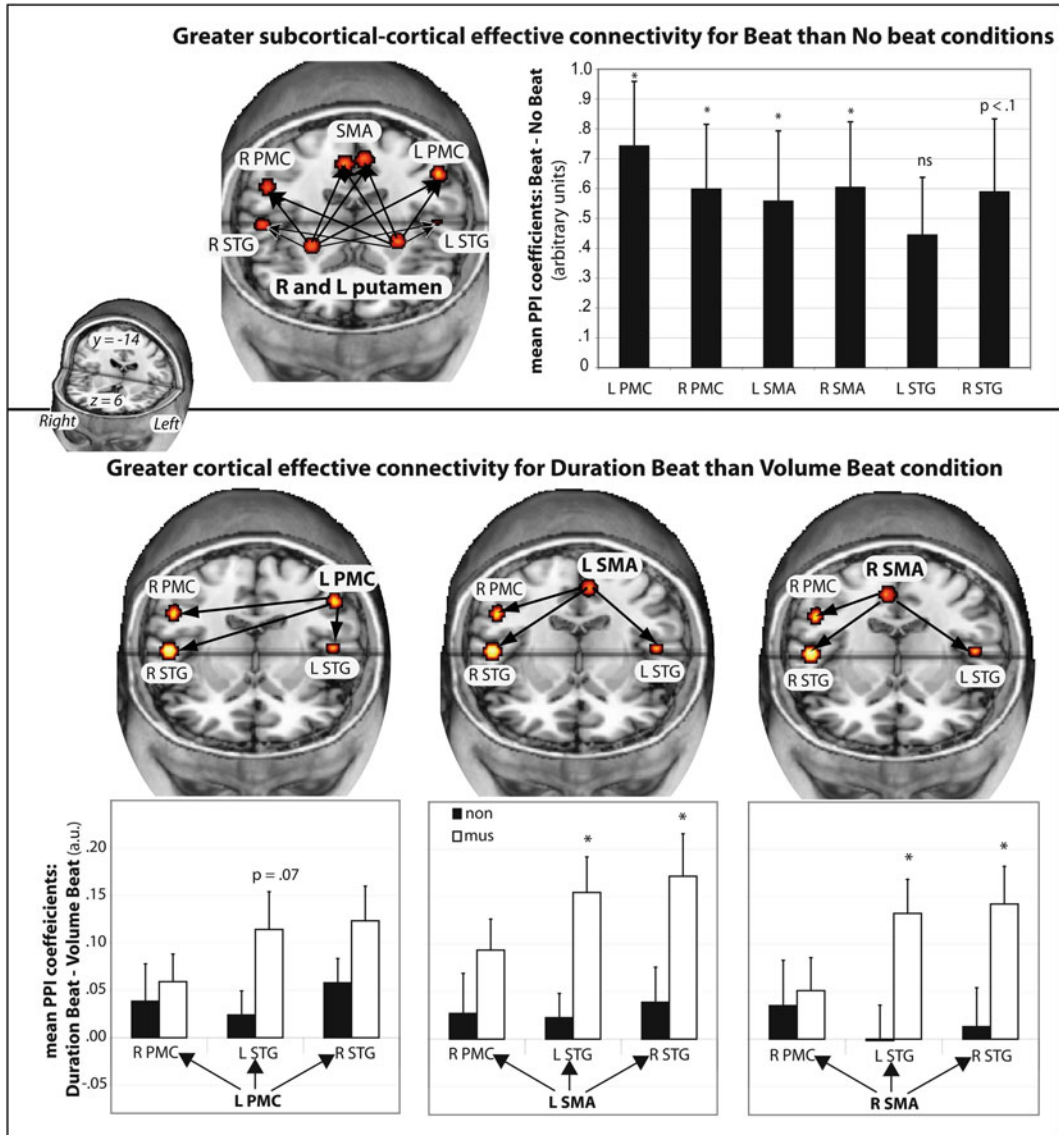 Greater subcortical-cortical effective connectivity for Beat than No beat conditions
SMA
R PMC
L PMC
R STG
L STG
R and L putamen
y = -14
z = 6
Right
Left
mean PPI coefficients: Beat - No Beat
(arbitrary units)
1.0
.9
.8
.7
.6
.5
.4
.3
.2
.1
0
*
*
*
*
ns
p < .1
L PMC
R PMC
L SMA
R SMA
L STG
R STG
Greater cortical effective connectivity for Duration Beat than Volume Beat condition
R PMC
L PMC
R STG
L STG
L SMA
R PMC
R STG
L STG
R SMA
R PMC
R STG
L STG
mean PPI coeffeicients:
Duration Beat - Volume Beat (a.u.)
.20
.15
.10
.05
.00
-.05
p = .07
R PMC
L STG
R STG
L PMC
non
mus
*
*
R PMC
L STG
R STG
L SMA
*
*
R PMC
L STG
R STG
R SMA